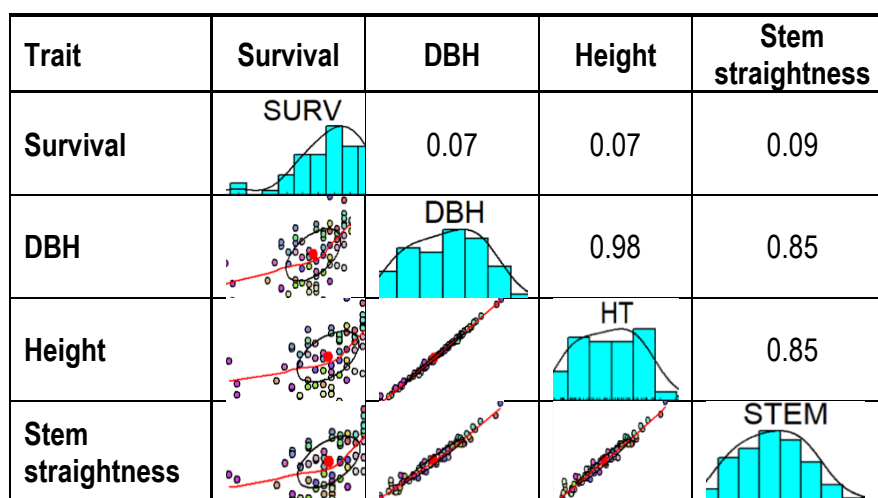 Trait Survival DBH Height Stem straightness
SURV
Survival 0.07 0.07 0.09
DBH
DBH 0.98 0.85
HT
Height 0.85
STEM
Stem
straightness